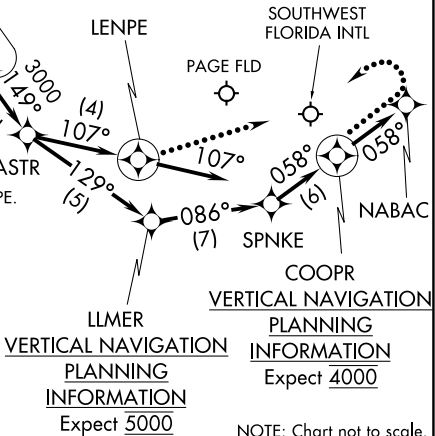 SOUTHWEST
FLORIDA INTL
LENPE
PAGE FLD
3000
149°
(4)
107°
107°
058°
058°
(6)
ASTR
129°
(5)
PE.
086°
(7)
SPNKE
NABAC
COOPR
VERTICAL NAVIGATION
PLANNING
INFORMATION
Expect 4000
LLMER
VERTICAL NAVIGATION
PLANNING
INFORMATION
Expect 5000
NOTE: Chart not to scale.